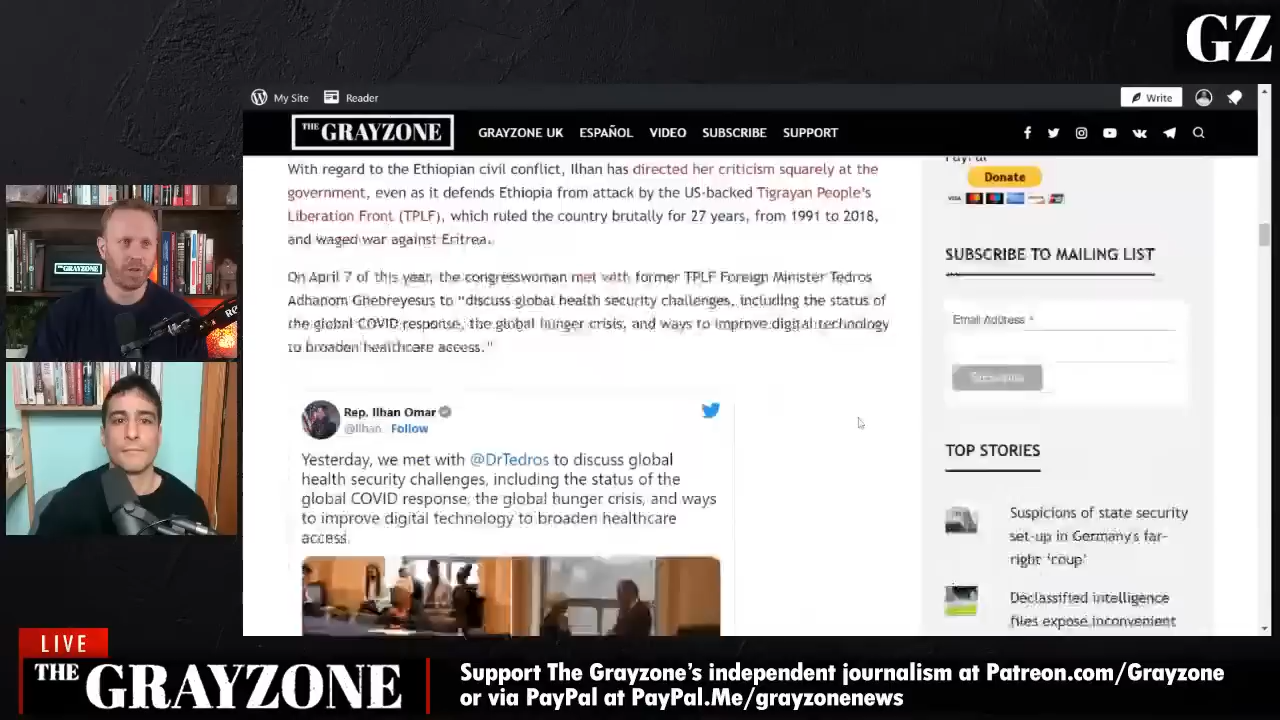 GZ
My Site
Reader
Write
THE GRAYZONE
GRAYZONE UK
ESPAÑOL
VIDEO
SUBSCRIBE
SUPPORT
With regard to the Ethiopian civil conflict, Ilhan has directed her criticism squarely at the
government, even as it defends Ethiopia from attack by the US-backed Tigrayan People's
Liberation Front (TPLF), which ruled the country brutally for 27 years, from 1991 to 2018,
and waged war against Eritrea.
On April 7 of this year, the congresswoman met with former TPLF Foreign Minister Tedros
Adhanom Ghebreyesus to "discuss global health security challenges, including the status of
the global COVID response, the global hunger crisis, and ways to improve digital technology
to broaden healthcare access."
Rep. Ilhan Omar
@Ilhan Follow
Yesterday, we met with @DrTedros to discuss global
health security challenges, including the status of the
global COVID response, the global hunger crisis, and ways
to improve digital technology to broaden healthcare
access.
PayPal
Donate
VISA
SUBSCRIBE TO MAILING LIST
Email Address *
TOP STORIES
Suspicions of state security
set-up in Germany's far-
right 'coup'
Declassified intelligence
files expose inconvenient
THE GRAYZONE
LIVE
THE GRAYZONE
Support The Grayzone's independent journalism at Patreon.com/Grayzone
or via PayPal at PayPal.Me/grayzonenews